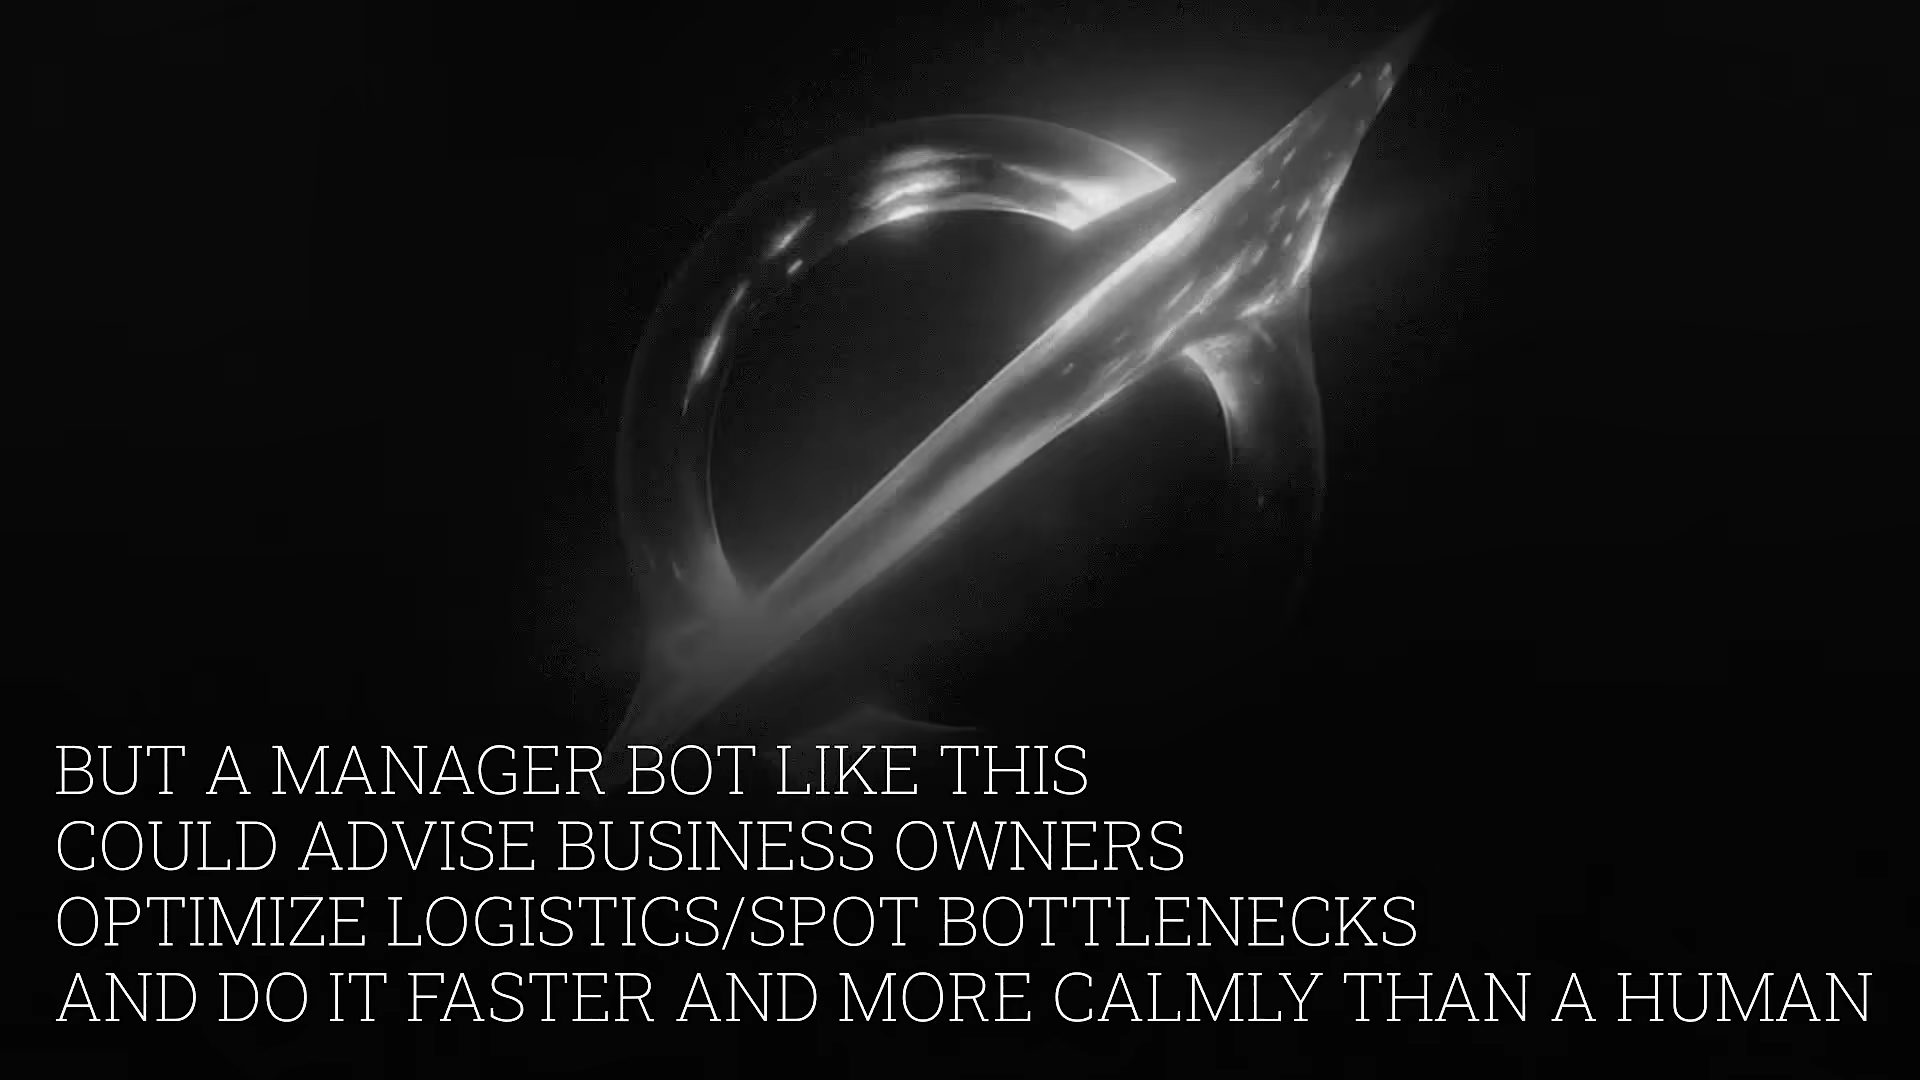 BUT A MANAGER BOT LIKE THIS
COULD ADVISE BUSINESS OWNERS
OPTIMIZE LOGISTICS/SPOT BOTTLENECKS
AND DO IT FASTER AND MORE CALMLY THAN A HUMAN